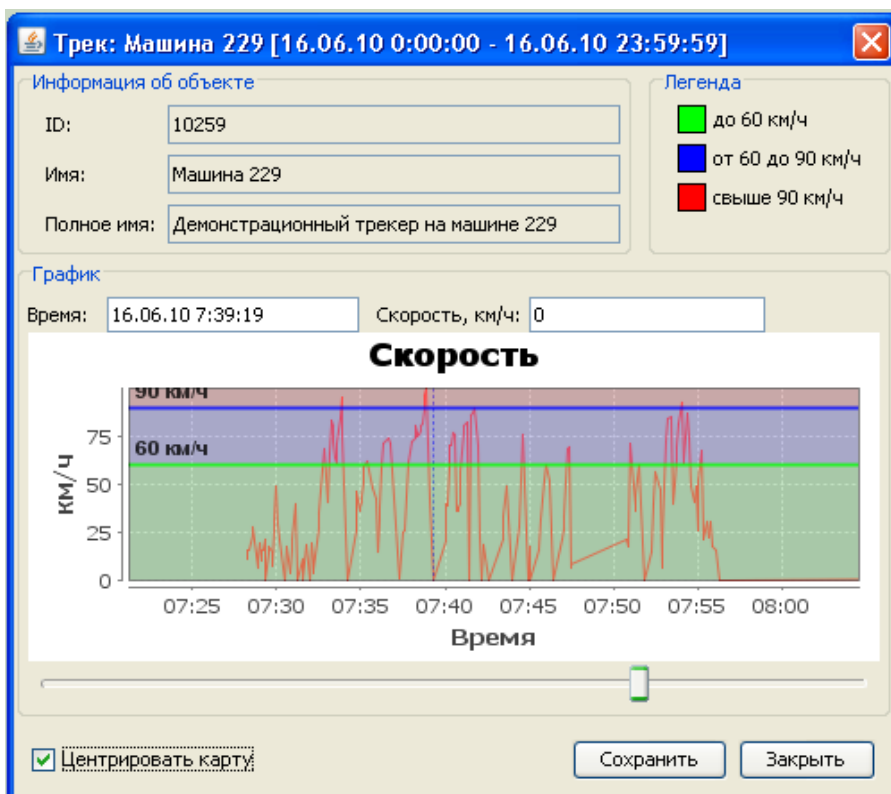 Трек: Машина 229 [16.06.10 0:00:00 - 16.06.10 23:59:59]
Информация об объекте
ID: 10259
Имя: Машина 229
Полное имя: Демонстрационный трекер на машине 229
Легенда
до 60 км/ч
от 60 до 90 км/ч
свыше 90 км/ч
График
Время: 16.06.10 7:39:19 Скорость, км/ч: 0
Скорость
90 км/ч
60 км/ч
км/ч
75
50
25
0
07:25 07:30 07:35 07:40 07:45 07:50 07:55 08:00
Время
Центрировать карту Сохранить Закрыть